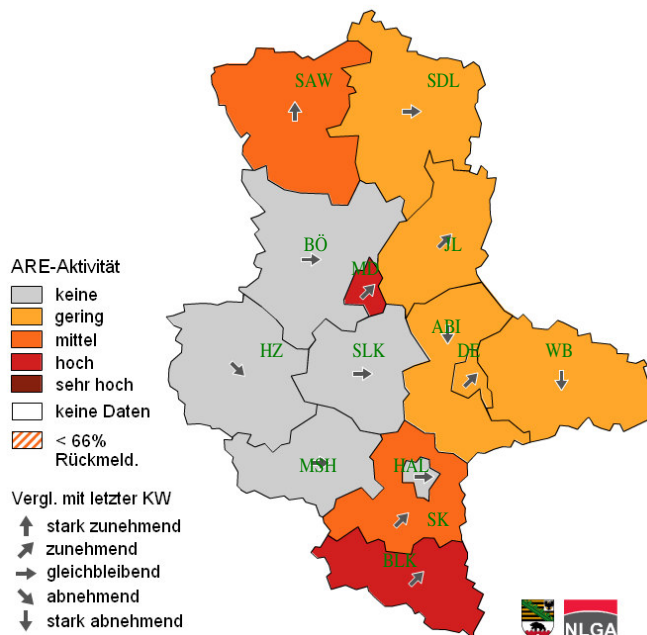 SAW
SDL
BÖ
JL
MD
ARE-Aktivität
keine
gering
mittel
hoch
sehr hoch
keine Daten
< 66%
Rückmeld.
HZ
SLK
ABI
DE
WB
MSH
HAL
SK
BLK
Vergl. mit letzter KW
stark zunehmend
zunehmend
gleichbleibend
abnehmend
stark abnehmend
NLGA